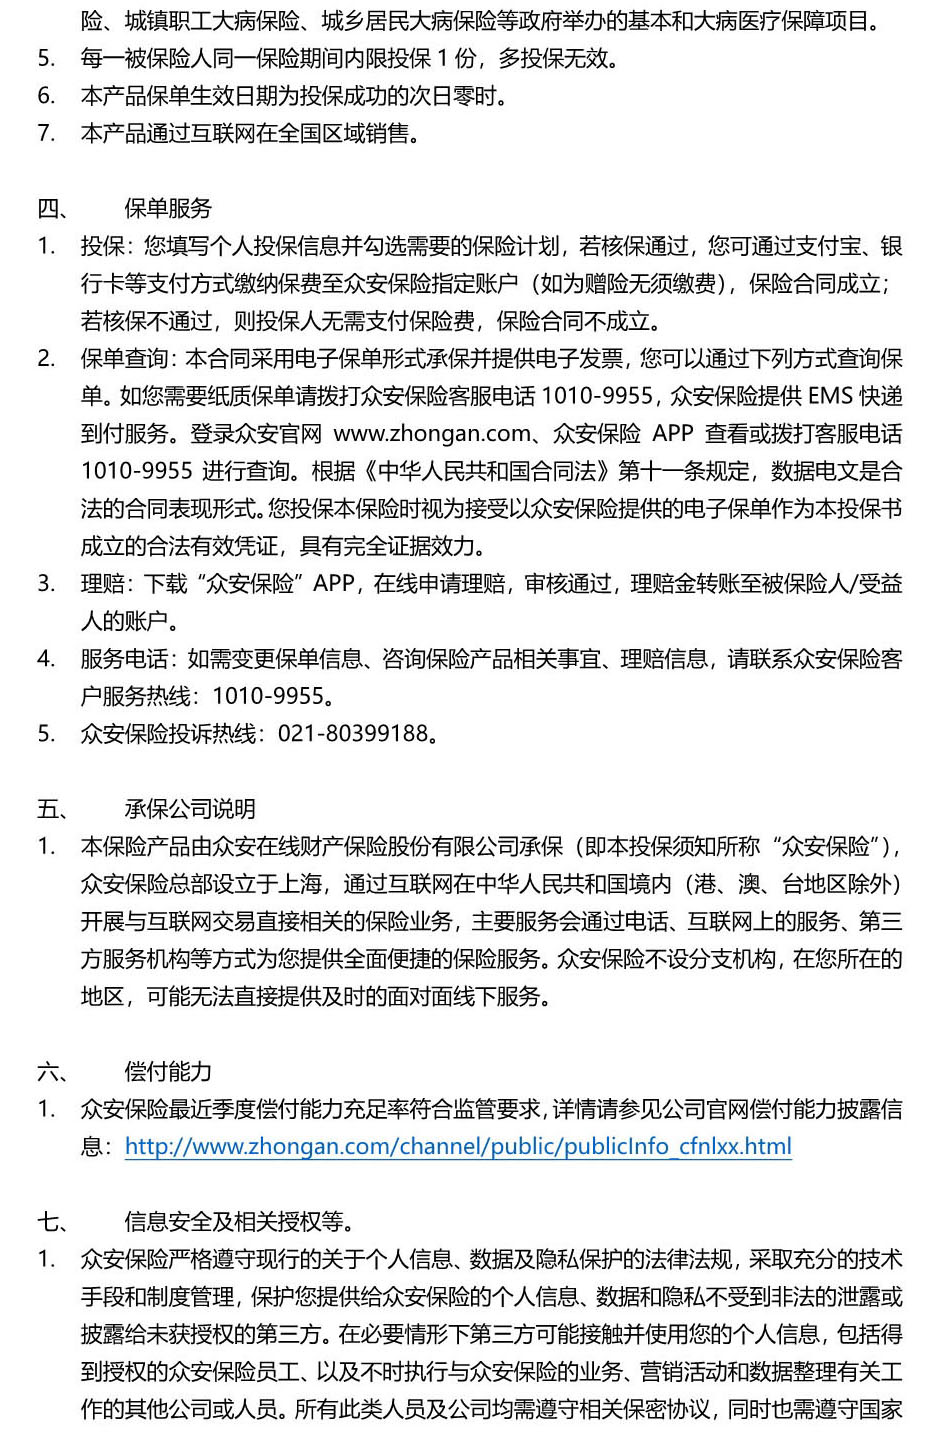 险、城镇职工大病保险、城乡居民大病保险等政府举办的基本和大病医疗保障项目。
5. 每一被保险人同一保险期间内限投保 1 份，多投保无效。
6. 本产品保单生效日期为投保成功的次日零时。
7. 本产品通过互联网在全国区域销售。
四、 保单服务
1. 投保：您填写个人投保信息并勾选需要的保险计划，若核保通过，您可通过支付宝、银
行卡等支付方式缴纳保费至众安保险指定账户（如为赠险无须缴费），保险合同成立；
若核保不通过，则投保人无需支付保险费，保险合同不成立。
2. 保单查询：本合同采用电子保单形式承保并提供电子发票，您可以通过下列方式查询保
单。如您需要纸质保单请拨打众安保险客服电话 1010-9955，众安保险提供 EMS 快递
到付服务。登录众安官网 www.zhongan.com、众安保险 APP 查看或拨打客服电话
1010-9955 进行查询。根据《中华人民共和国合同法》第十一条规定，数据电文是合
法的合同表现形式。您投保本保险时视为接受以众安保险提供的电子保单作为本投保书
成立的合法有效凭证，具有完全证据效力。
3. 理赔：下载“众安保险”APP，在线申请理赔，审核通过，理赔金转账至被保险人/受益
人的账户。
4. 服务电话：如需变更保单信息、咨询保险产品相关事宜、理赔信息，请联系众安保险客
户服务热线：1010-9955。
5. 众安保险投诉热线：021-80399188。
五、 承保公司说明
1. 本保险产品由众安在线财产保险股份有限公司承保（即本投保须知所称“众安保险”），
众安保险总部设立于上海，通过互联网在中华人民共和国境内（港、澳、台地区除外）
开展与互联网交易直接相关的保险业务，主要服务会通过电话、互联网上的服务、第三
方服务机构等方式为您提供全面便捷的保险服务。众安保险不设分支机构，在您所在的
地区，可能无法直接提供及时的面对面线下服务。
六、 偿付能力
1. 众安保险最近季度偿付能力充足率符合监管要求，详情请参见公司官网偿付能力披露信
息：http://www.zhongan.com/channel/public/publicInfo_cfnlxx.html
七、 信息安全及相关授权等。
1. 众安保险严格遵守现行的关于个人信息、数据及隐私保护的法律法规，采取充分的技术
手段和制度管理，保护您提供给众安保险的个人信息、数据和隐私不受到非法的泄露或
披露给未获授权的第三方。在必要情形下第三方可能接触并使用您的个人信息，包括得
到授权的众安保险员工、以及不时执行与众安保险的业务、营销活动和数据整理有关工
作的其他公司或人员。所有此类人员及公司均需遵守相关保密协议，同时也需遵守国家